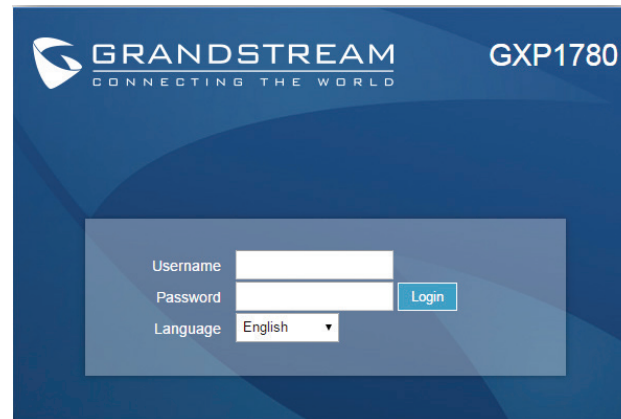 GRANDSTREAM
CONNECTING THE WORLD
GXP1780
Username
Password
Login
Language
English